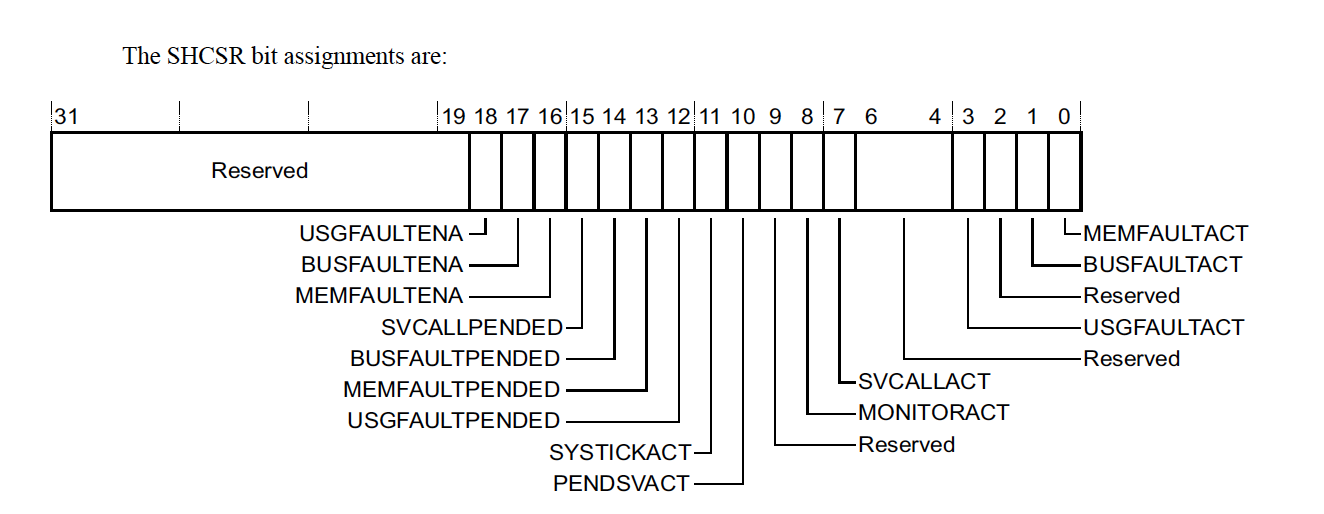 The SHCSR bit assignments are:
31 19 18 17 16 15 14 13 12 11 10 9 8 7 6 4 3 2 1 0
Reserved
USGFAULTENA MEMFAULTACT
BUSFAULTENA BUSFAULTACT
MEMFAULTENA Reserved
SVCALLPENDED USGFAULTACT
BUSFAULTPENDED Reserved
SVCALLACT
MEMFAULTPENDED
MONITORACT
USGFAULTPENDED
Reserved
SYSTICKACT
PENDSVACT